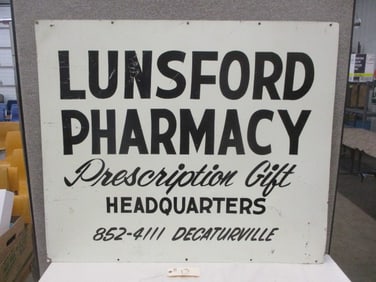 LUNSFORD
PHARMACY
Prescription Gift
HEADQUARTERS
852-4111 DECATURVILLE